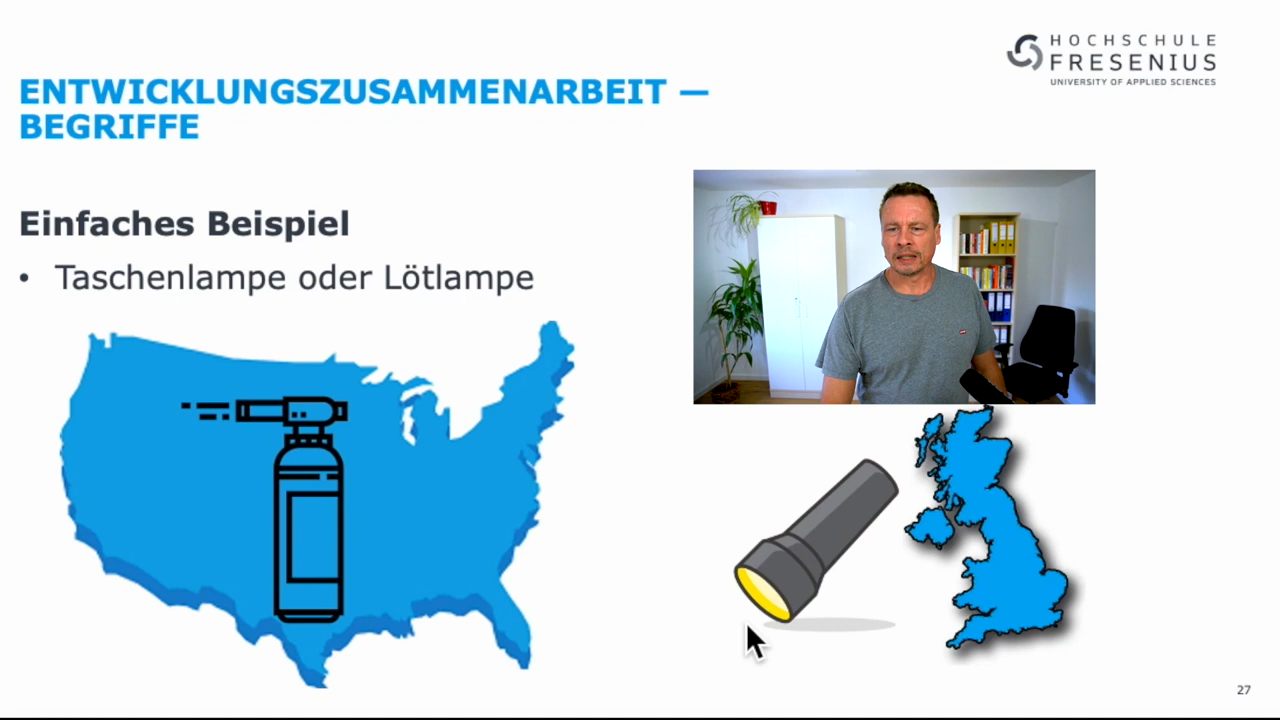 HOCHSCHULE
FRESENIUS
UNIVERSITY OF APPLIED SCIENCES
ENTWICKLUNGSZUSAMMENARBEIT —
BEGRIFFE
Einfaches Beispiel
• Taschenlampe oder Lötlampe
27